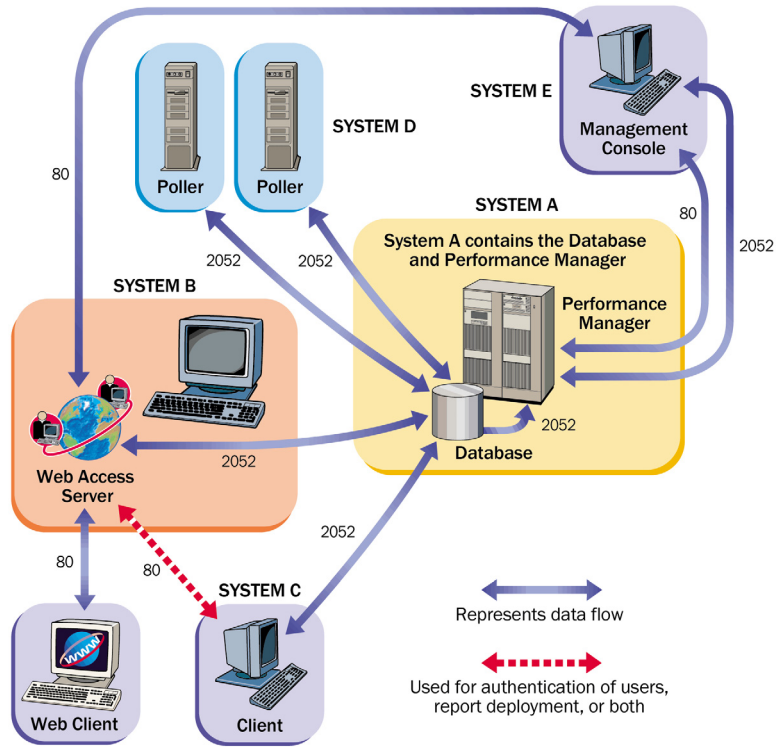 SYSTEM E
Management
Console
SYSTEM D
Poller
Poller
80
SYSTEM A
80
2052
System A contains the Database
and Performance Manager
2052
2052
SYSTEM B
Performance
Manager
2052
Database
2052
Web Access
Server
2052
80
80
SYSTEM C
Represents data flow
WWW
Web Client
Client
Used for authentication of users,
report deployment, or both